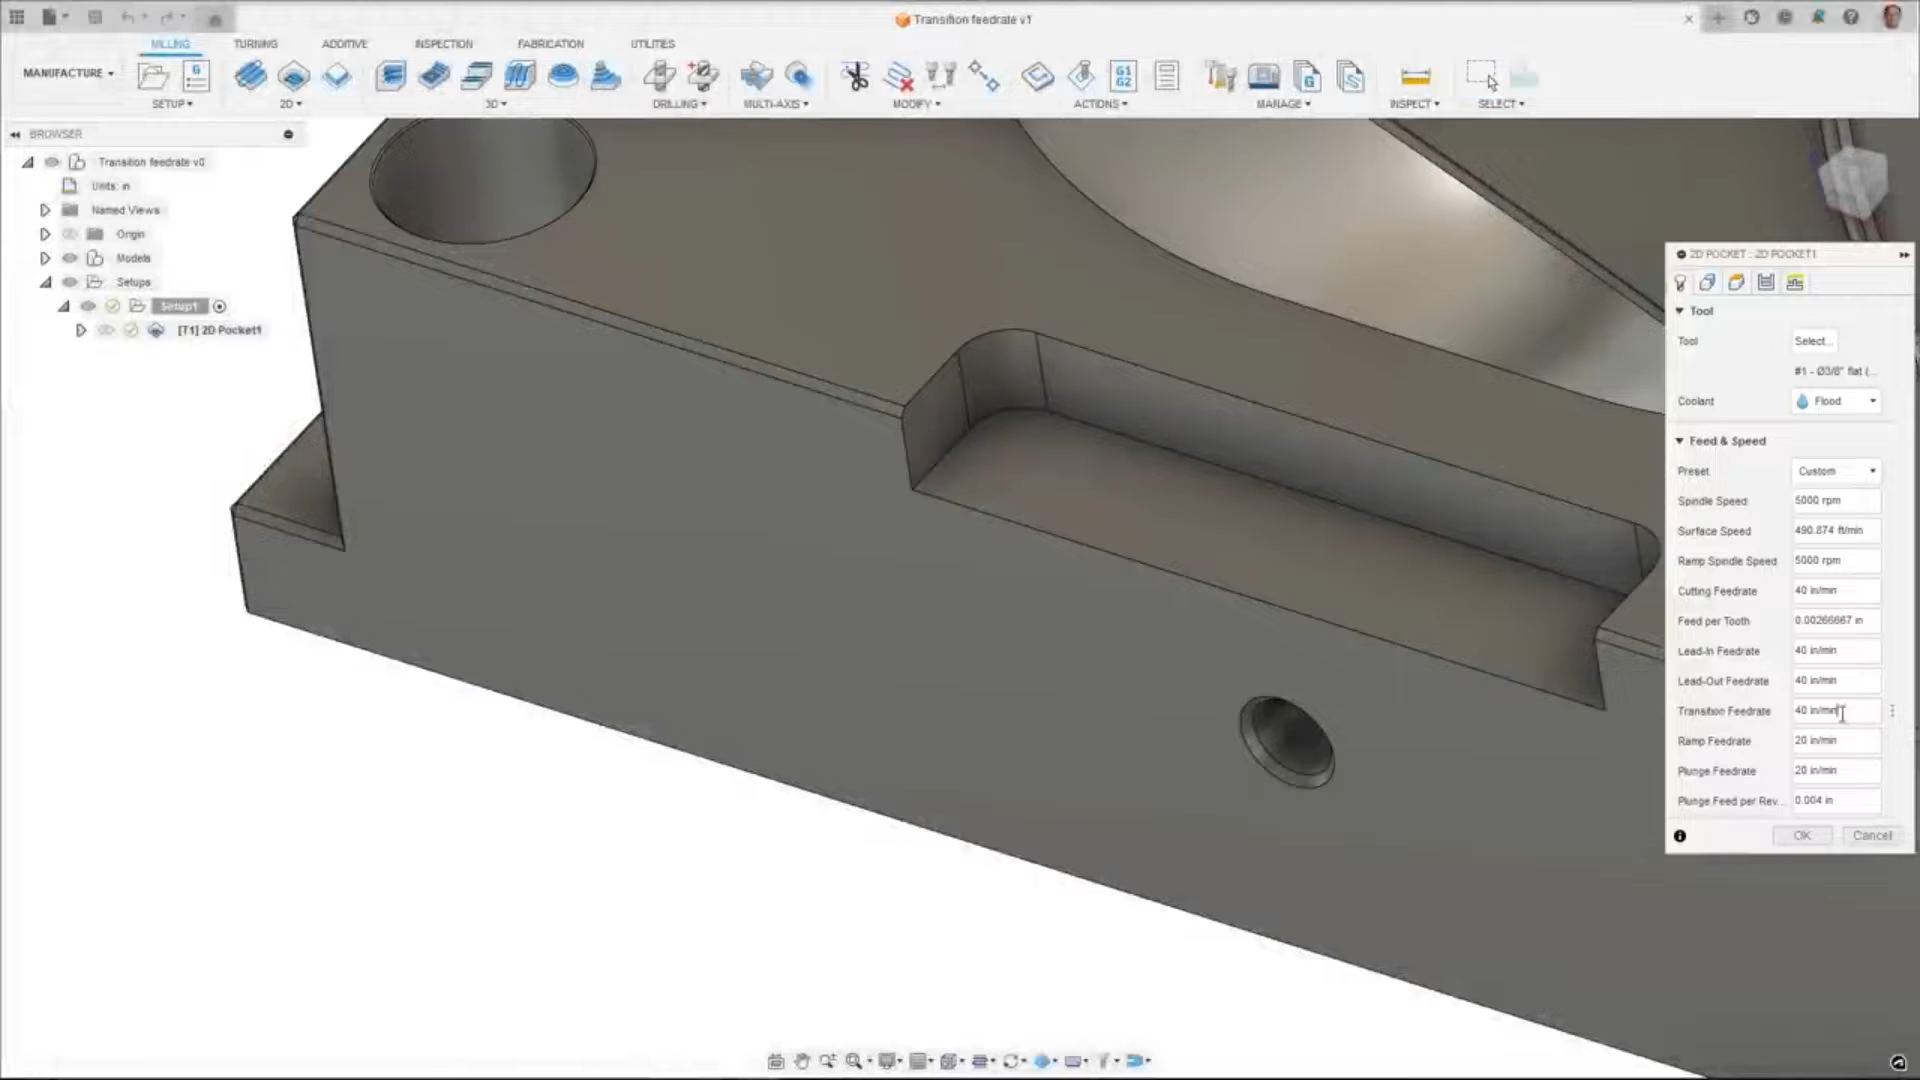 Transition feedrate v1
MILLING
TURNING
ADDITIVE
INSPECTION
FABRICATION
UTILITIES
MANUFACTURE
SETUP
2D
3D
DRILLING
MULTI-AXIS
MODIFY
G1
G2
ACTIONS
MANAGE
INSPECT
SELECT
BROWSER
Transition feedrate v0
Units: in
Named Views
Origin
Models
Setups
Setup1
[T1] 2D Pocket1
2D POCKET : 2D POCKET1
Tool
Tool Select...
#1 - Ø3/8" flat (...
Coolant Flood
Feed & Speed
Preset Custom
Spindle Speed 5000 rpm
Surface Speed 490.874 ft/min
Ramp Spindle Speed 5000 rpm
Cutting Feedrate 40 in/min
Feed per Tooth 0.00266667 in
Lead-In Feedrate 40 in/min
Lead-Out Feedrate 40 in/min
Transition Feedrate 40 in/min
Ramp Feedrate 20 in/min
Plunge Feedrate 20 in/min
Plunge Feed per Rev... 0.004 in
OK Cancel